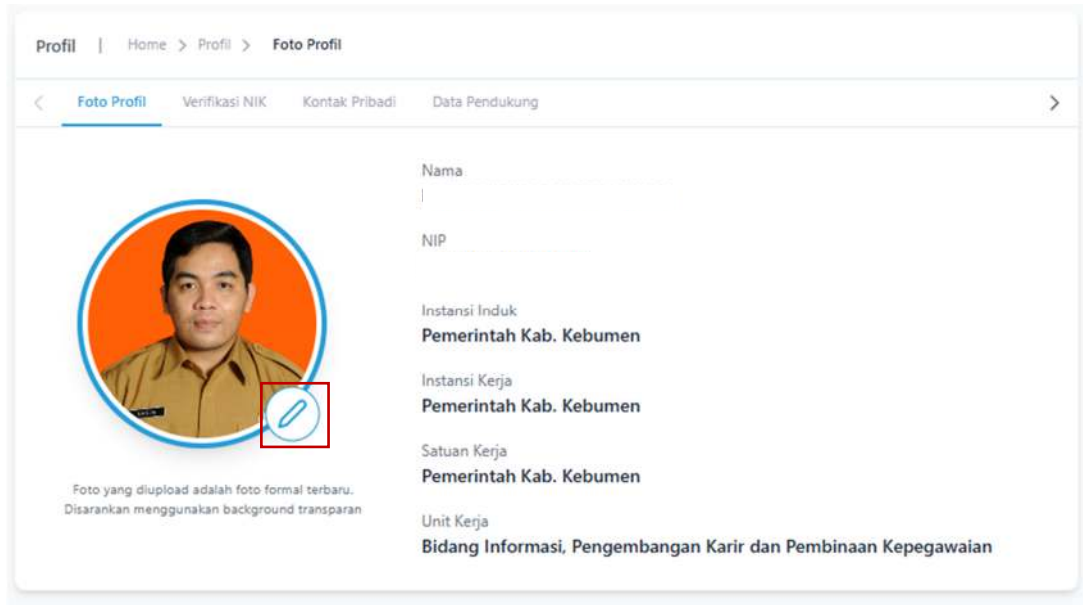 Profil | Home > Profil > Foto Profil
< Foto Profil Verifikasi NIK Kontak Pribadi Data Pendukung >
Nama
NIP
Instansi Induk
Pemerintah Kab. Kebumen
Instansi Kerja
Pemerintah Kab. Kebumen
Satuan Kerja
Pemerintah Kab. Kebumen
Unit Kerja
Bidang Informasi, Pengembangan Karir dan Pembinaan Kepegawaian
Foto yang diupload adalah foto formal terbaru.
Disarankan menggunakan background transparan